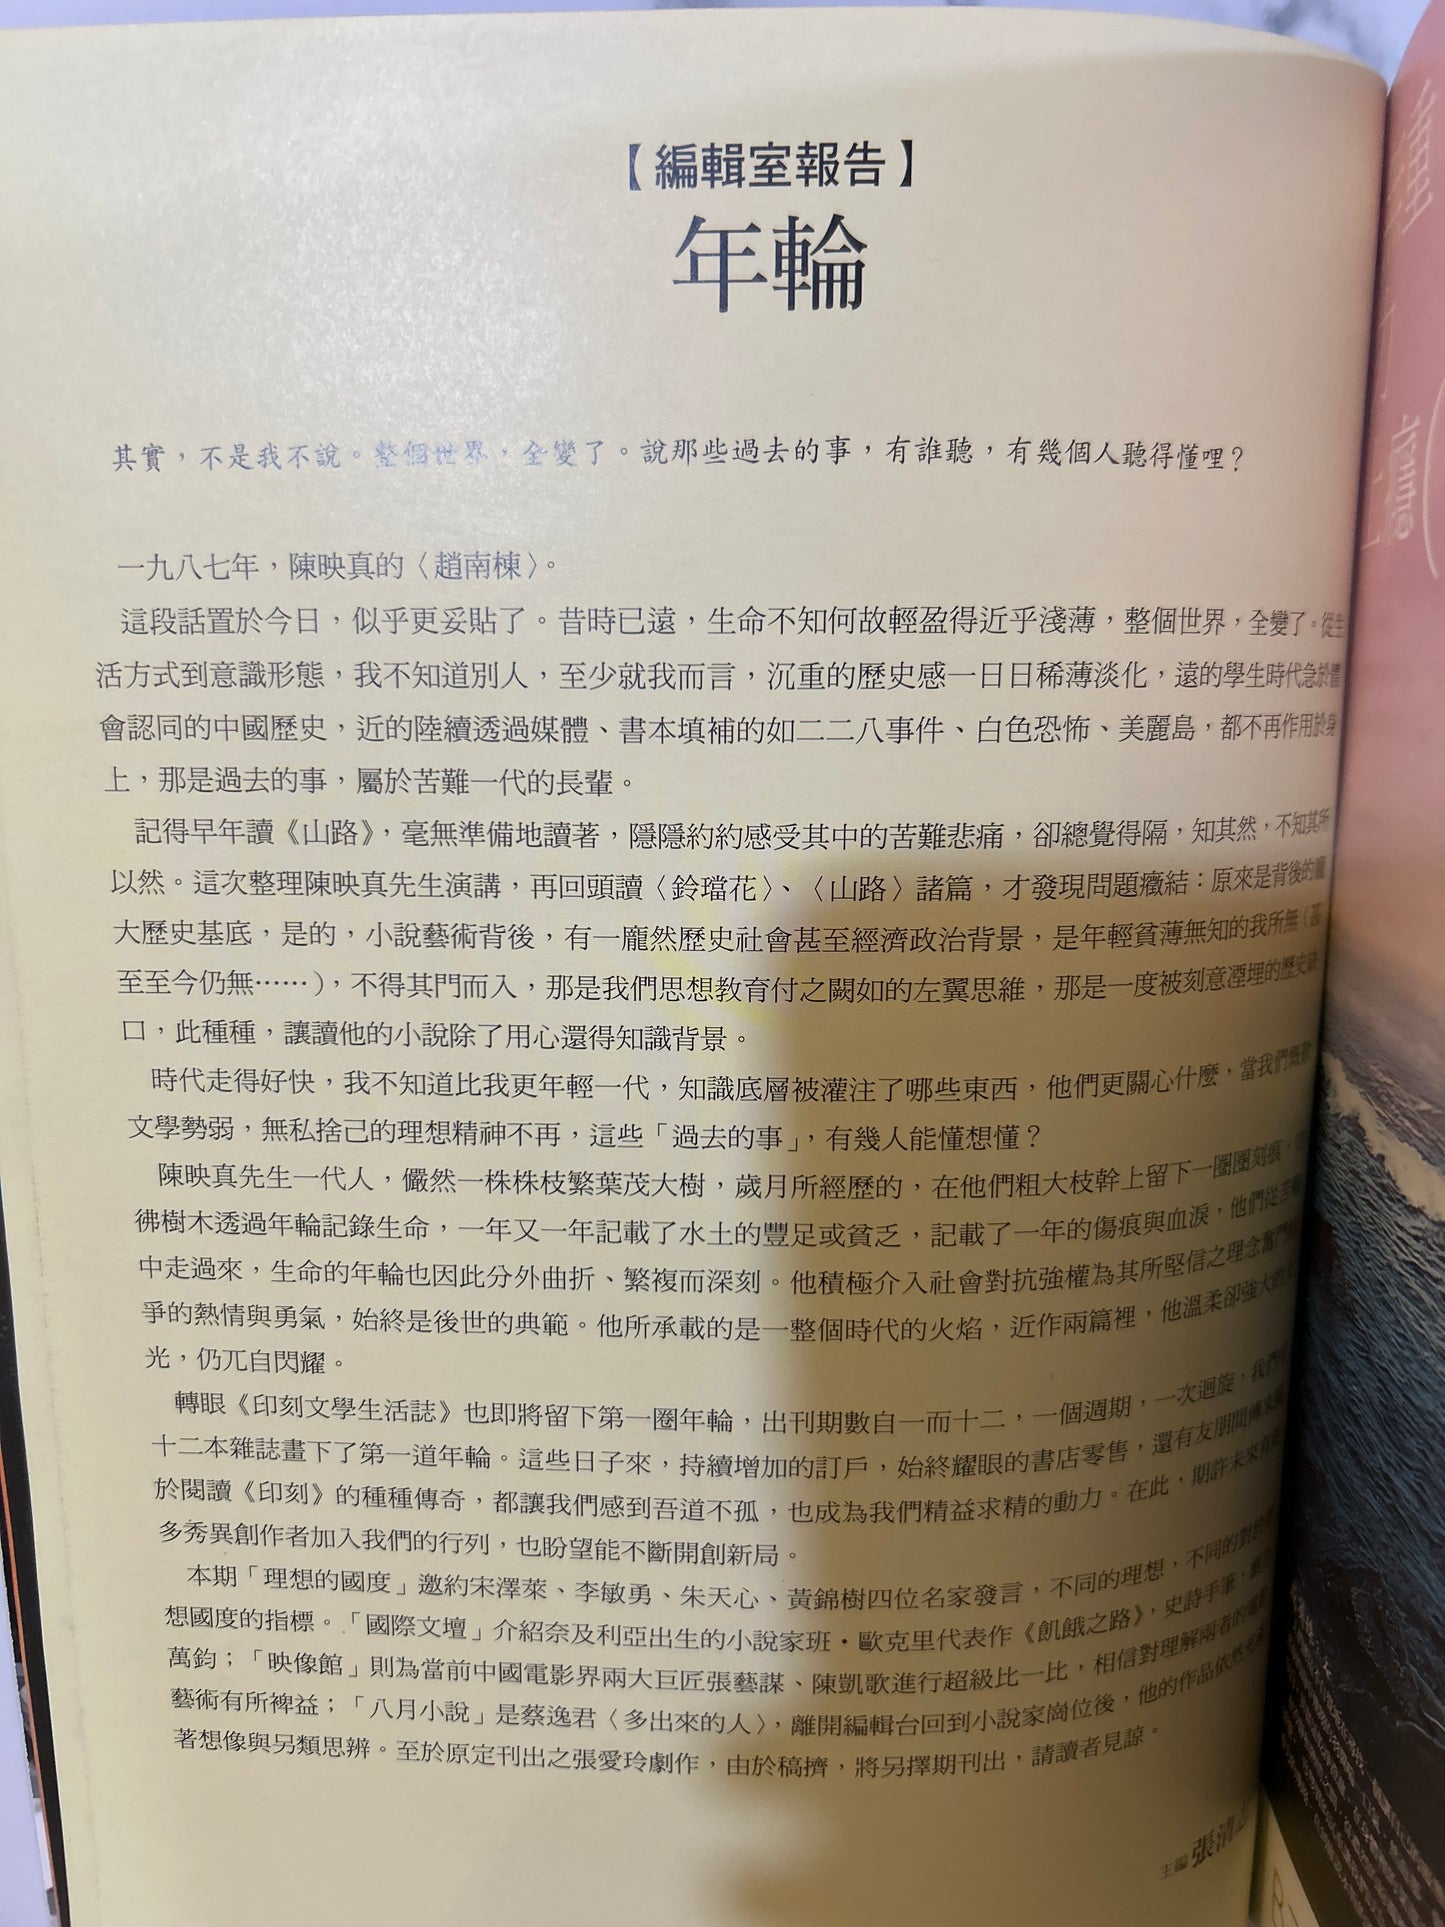 【編輯室報告】
年輪
其實，不是我不說。整個世界，全變了。說那些過去的事，有誰聽，有幾個人聽得懂哩？
一九八七年，陳映真的〈趙南棟〉。
這段話置於今日，似乎更妥貼了。昔時已遠，生命不知何故輕盈得近乎淺薄，整個世界，全變了。從生
活方式到意識形態，我不知道別人，至少就我而言，沉重的歷史感一日日稀薄淡化，遠的學生時代急於體
會認同的中國歷史，近的陸續透過媒體、書本填補的如二二八事件、白色恐怖、美麗島，都不再作用於身
上，那是過去的事，屬於苦難一代的長輩。
記得早年讀《山路》，毫無準備地讀著，隱隱約約感受其中的苦難悲痛，卻總覺得隔，知其然，不知其所
以然。這次整理陳映真先生演講，再回頭讀〈鈴璫花〉、〈山路〉諸篇，才發現問題癥結：原來是背後的龐
大歷史基底，是的，小說藝術背後，有一龐然歷史社會甚至經濟政治背景，是年輕貧薄無知的我所無（甚
至至今仍無……），不得其門而入，那是我們思想教育付之闕如的左翼思維，那是一度被刻意湮埋的歷史缺
口，此種種，讓讀他的小說除了用心還得知識背景。
時代走得好快，我不知道比我更年輕一代，知識底層被灌注了哪些東西，他們更關心什麼，當我們慨歎
文學勢弱，無私捨己的理想精神不再，這些「過去的事」，有幾人能懂想懂？
陳映真先生一代人，儼然一株株枝繁葉茂大樹，歲月所經歷的，在他們粗大枝幹上留下一圈圈刻痕，
彿樹木透過年輪記錄生命，一年又一年記載了水土的豐足或貧乏，記載了一年的傷痕與血淚，他們從苦難
中走過來，生命的年輪也因此分外曲折、繁複而深刻。他積極介入社會對抗強權為其所堅信之理念奮鬥
爭的熱情與勇氣，始終是後世的典範。他所承載的是一整個時代的火焰，近作兩篇裡，他溫柔卻強大的
光，仍兀自閃耀。
轉眼《印刻文學生活誌》也即將留下第一圈年輪，出刊期數自一而十二，一個週期，一次迴旋，我們
十二本雜誌畫下了第一道年輪。這些日子來，持續增加的訂戶，始終耀眼的書店零售，還有友朋間傳來
於閱讀《印刻》的種種傳奇，都讓我們感到吾道不孤，也成為我們精益求精的動力。在此，期許未來有
多秀異創作者加入我們的行列，也盼望能不斷開創新局。
本期「理想的國度」邀約宋澤萊、李敏勇、朱天心、黃錦樹四位名家發言，不同的理想，不同的對
想國度的指標。「國際文壇」介紹奈及利亞出生的小說家班・歐克里代表作《飢餓之路》，史詩手筆，
萬鈞；「映像館」則為當前中國電影界兩大巨匠張藝謀、陳凱歌進行超級比一比，相信對理解兩者的電影
藝術有所裨益；「八月小說」是蔡逸君〈多出來的人〉，離開編輯台回到小說家崗位後，他的作品依然充
著想像與另類思辨。至於原定刊出之張愛玲劇作，由於稿擠，將另擇期刊出，請讀者見諒。
主編 張清志